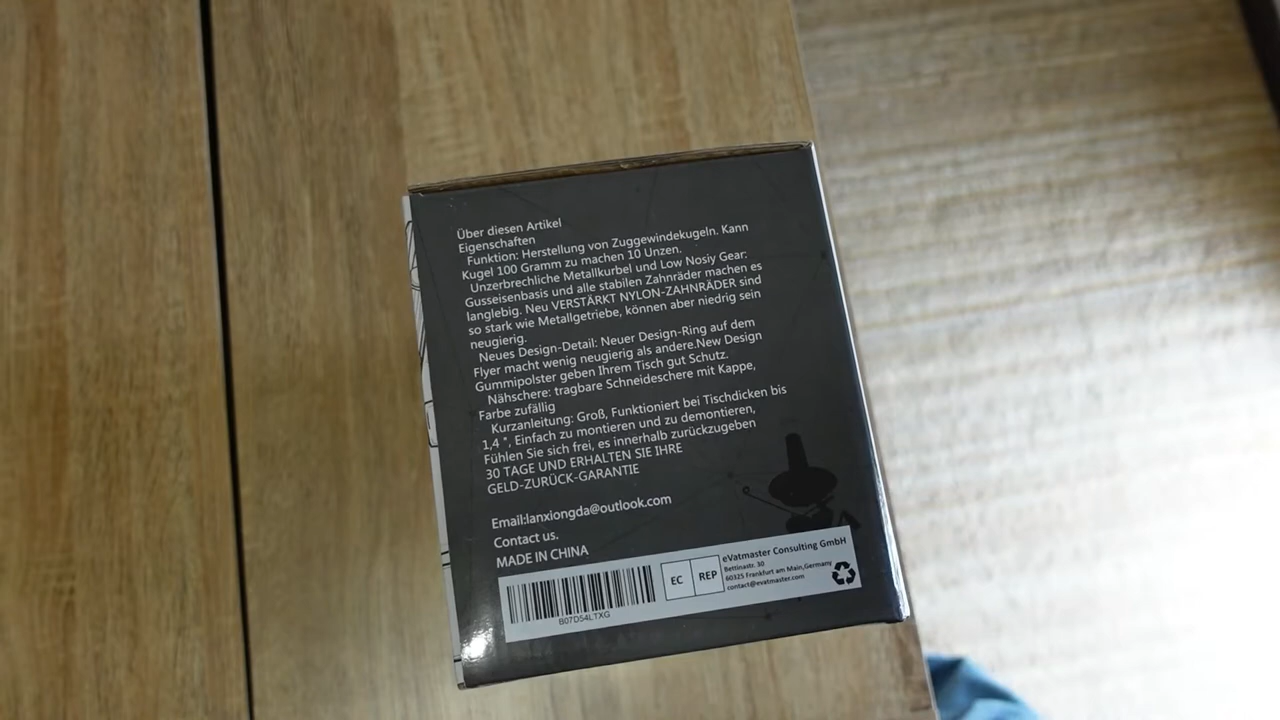 Über diesen Artikel
Eigenschaften
Funktion: Herstellung von Zuggewindekugeln. Kann
Kugel 100 Gramm zu machen 10 Unzen.
Unzerbrechliche Metallkurbel und Low Nosiy Gear:
Gusseisenbasis und alle stabilen Zahnräder machen es
langlebig. Neu VERSTÄRKT NYLON-ZAHNRÄDER sind
so stark wie Metallgetriebe, können aber niedrig sein
neugierig.
Neues Design-Detail: Neuer Design-Ring auf dem
Flyer macht wenig neugierig als andere.New Design
Gummipolster geben Ihrem Tisch gut Schutz.
Nähschere: tragbare Schneideschere mit Kappe,
Farbe zufällig
Kurzanleitung: Groß, Funktioniert bei Tischdicken bis
1,4 ", Einfach zu montieren und zu demontieren,
Fühlen Sie sich frei, es innerhalb zurückzugeben
30 TAGE UND ERHALTEN SIE IHRE
GELD-ZURÜCK-GARANTIE
Email:lanxiongda@outlook.com
Contact us.
MADE IN CHINA
B07D54LTXG
EC REP
eVatmaster Consulting GmbH
Bettinastr. 30
60325 Frankfurt am Main,Germany
contact@evatmaster.com